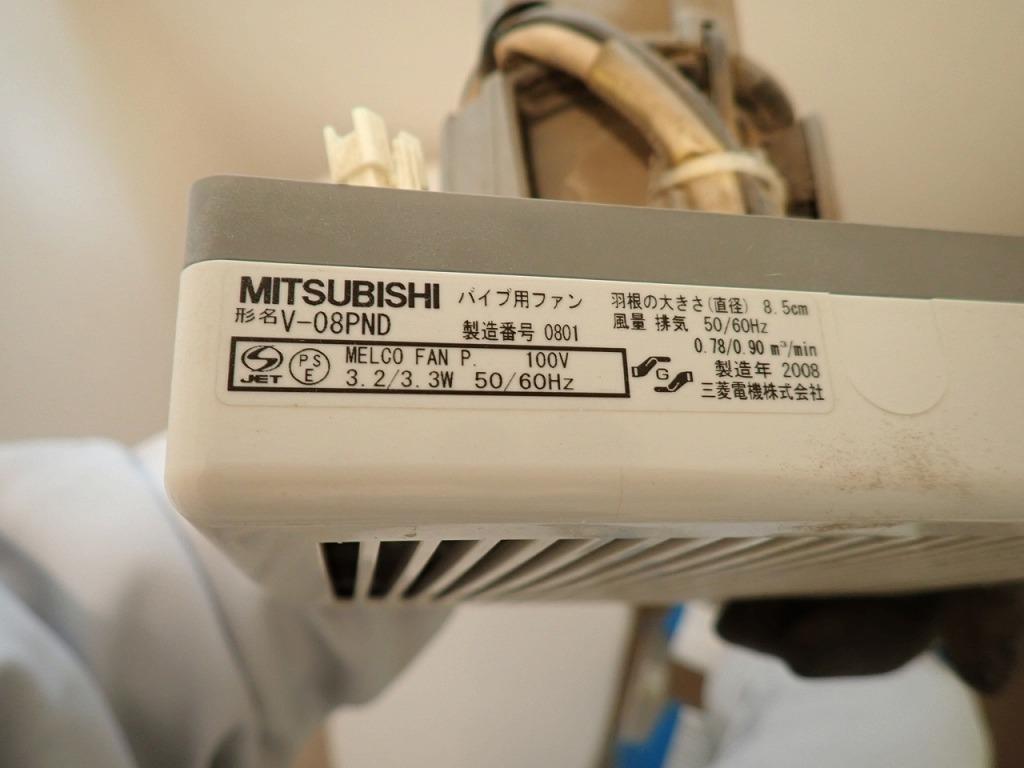 MITSUBISHI パイプ用ファン
形名 V-08PND 製造番号 0801
JET PS E MELCO FAN P. 100V
3.2/3.3W 50/60Hz
羽根の大きさ(直径) 8.5cm
風量 排気 50/60Hz
0.78/0.90 m³/min
G 製造年 2008
三菱電機株式会社